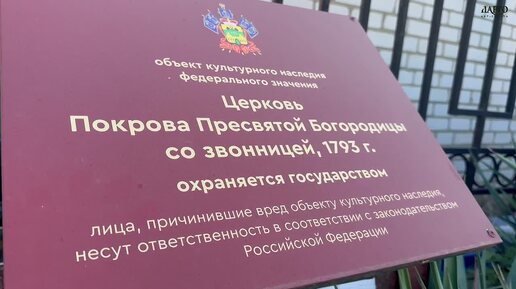 объект культурного наследия
федерального значения
Церковь
Покрова Пресвятой Богородицы
со звонницей, 1793 г.
охраняется государством
лица, причинившие вред объекту культурного наследия,
несут ответственность в соответствии с законодательством
Российской Федерации